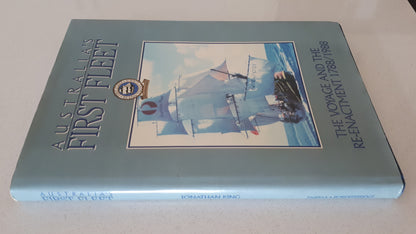 AUSTRALIA'S
FIRST FLEET
THE VOYAGE AND THE
RE-ENACTMENT 1788/1988
AUSTRALIA'S
FIRST FLEET
JONATHAN KING